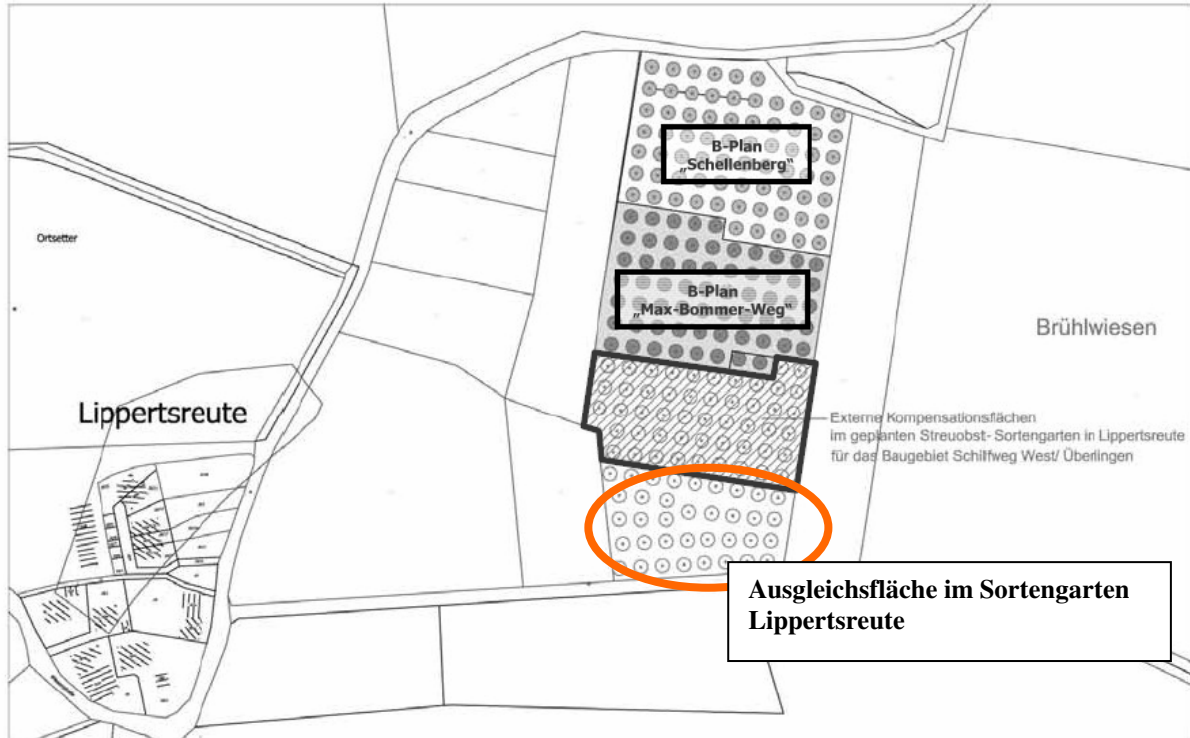 B-Plan
„Schellenberg“
Ortsetter
B-Plan
„Max-Bommer-Weg“
Brühlwiesen
Lippertsreute
Externe Kompensationsflächen
im geplanten Streuobst- Sortengarten in Lippertsreute
für das Baugebiet Schilfweg West/ Überlingen
Ausgleichsfläche im Sortengarten
Lippertsreute